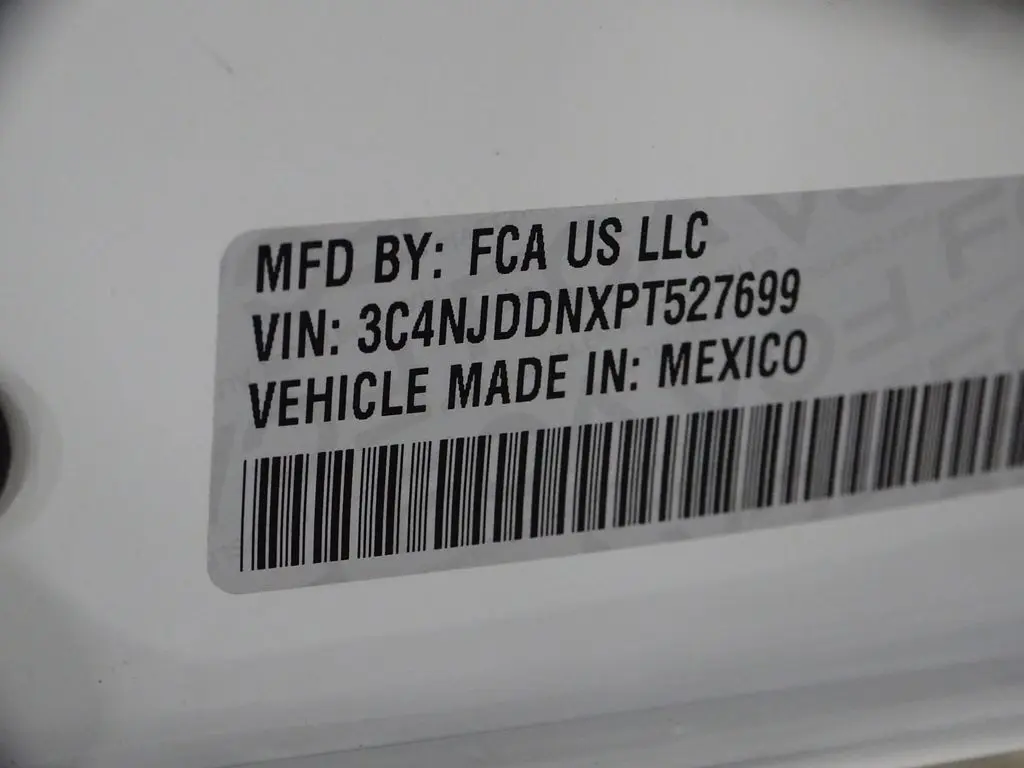 MFD BY: FCA US LLC
VIN: 3C4NJDDNXPT527699
VEHICLE MADE IN: MEXICO